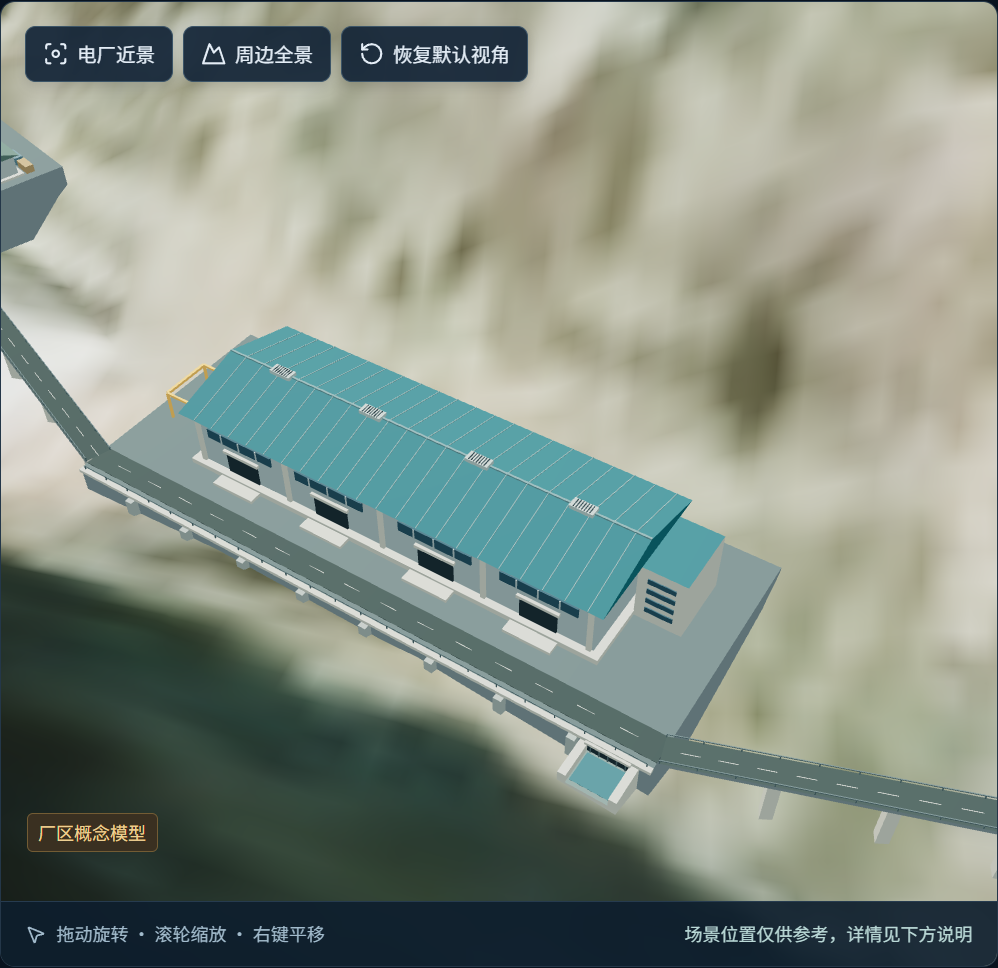 电厂近景
周边全景
恢复默认视角
厂区概念模型
拖动旋转 • 滚轮缩放 • 右键平移
场景位置仅供参考，详情见下方说明